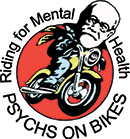 Riding for Mental Health
PSYCHS ON BIKES